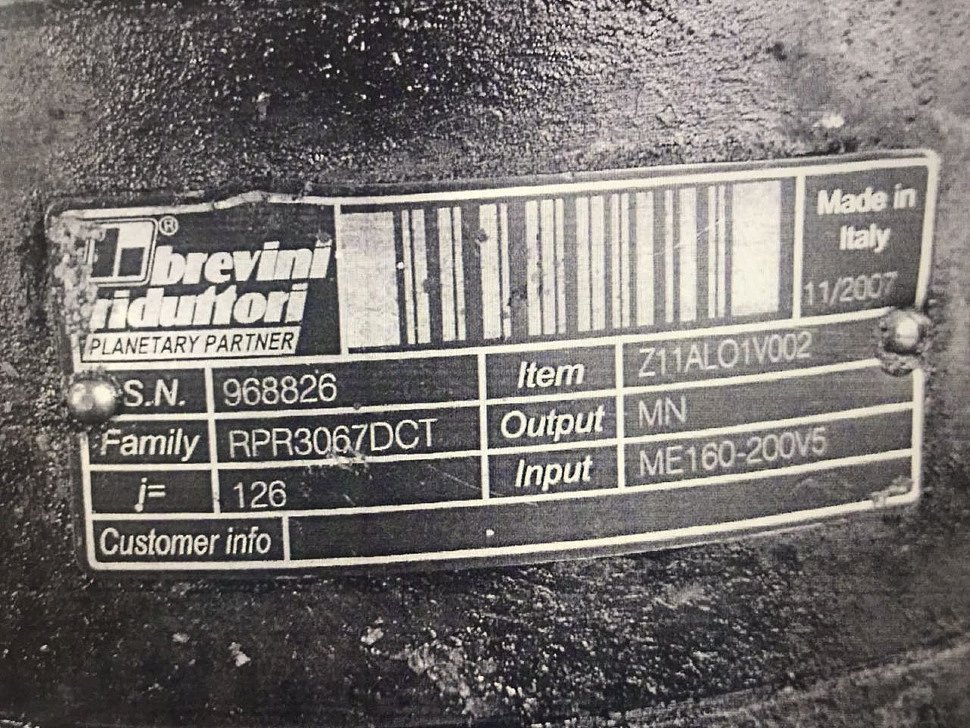 brevini®
riduttori
PLANETARY PARTNER
Made in
Italy
11/2007
S.N. 968826 Item Z11ALO1V002
Family RPR3067DCT Output MN
j= 126 Input ME160-200V5
Customer info